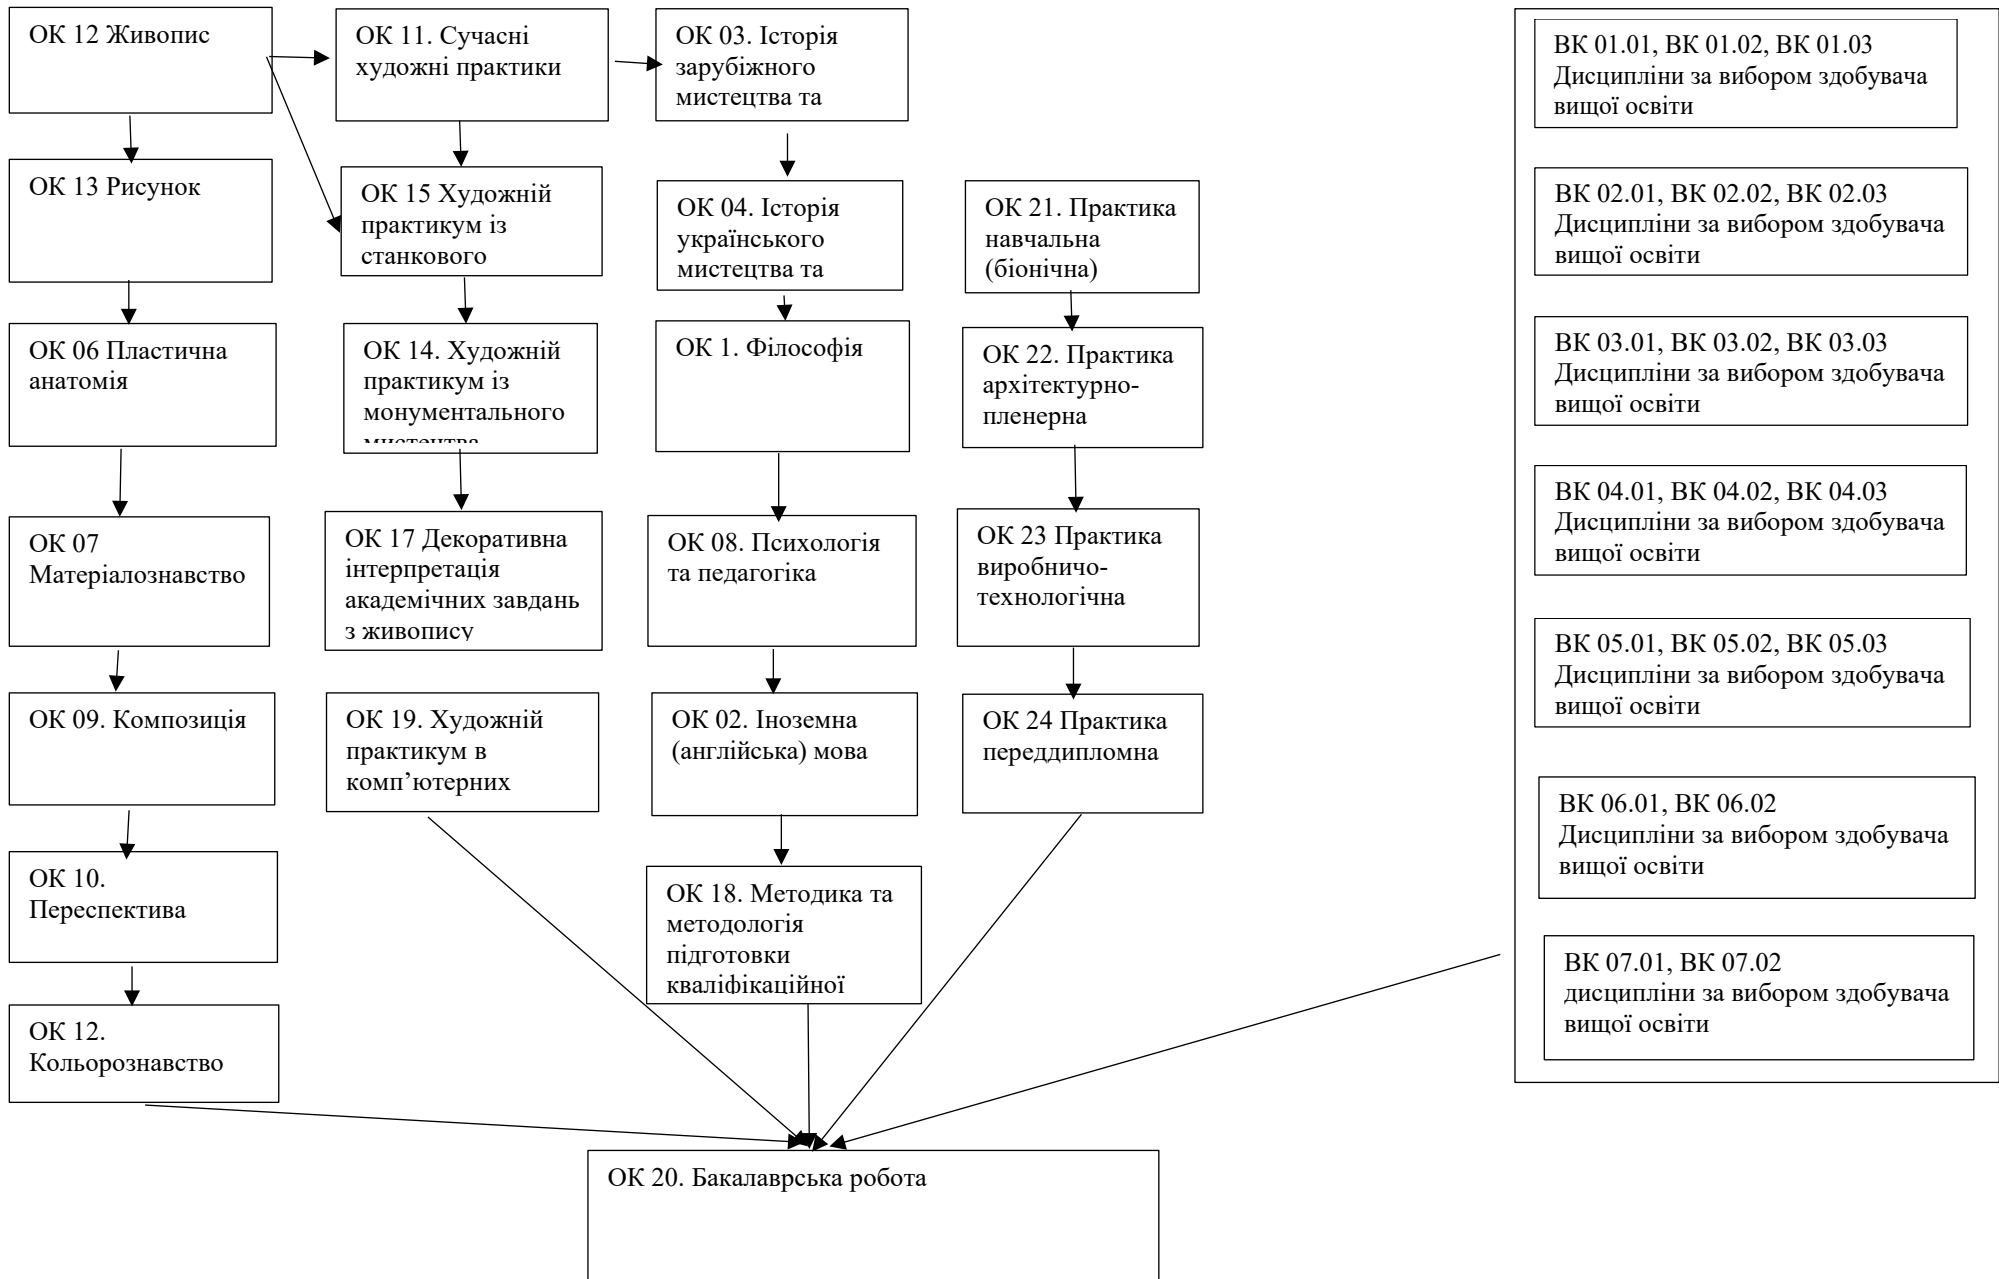 ОК 12 Живопис
ОК 13 Рисунок
ОК 06 Пластична
анатомія
ОК 07
Матеріалознавство
ОК 09. Композиція
ОК 10.
Переспектива
ОК 12.
Кольорознавство
ОК 11. Сучасні
художні практики
ОК 15 Художній
практикум із
станкового
ОК 14. Художній
практикум із
монументального
мистецтва
ОК 17 Декоративна
інтерпретація
академічних завдань
з живопису
ОК 19. Художній
практикум в
комп’ютерних
ОК 03. Історія
зарубіжного
мистецтва та
ОК 04. Історія
українського
мистецтва та
ОК 1. Філософія
ОК 08. Психологія
та педагогіка
ОК 02. Іноземна
(англійська) мова
ОК 18. Методика та
методологія
підготовки
кваліфікаційної
ОК 21. Практика
навчальна
(біонічна)
ОК 22. Практика
архітектурно-
пленерна
ОК 23 Практика
виробничо-
технологічна
ОК 24 Практика
переддипломна
ВК 01.01, ВК 01.02, ВК 01.03
Дисципліни за вибором здобувача
вищої освіти
ВК 02.01, ВК 02.02, ВК 02.03
Дисципліни за вибором здобувача
вищої освіти
ВК 03.01, ВК 03.02, ВК 03.03
Дисципліни за вибором здобувача
вищої освіти
ВК 04.01, ВК 04.02, ВК 04.03
Дисципліни за вибором здобувача
вищої освіти
ВК 05.01, ВК 05.02, ВК 05.03
Дисципліни за вибором здобувача
вищої освіти
ВК 06.01, ВК 06.02
Дисципліни за вибором здобувача
вищої освіти
ВК 07.01, ВК 07.02
дисципліни за вибором здобувача
вищої освіти
ОК 20. Бакалаврська робота